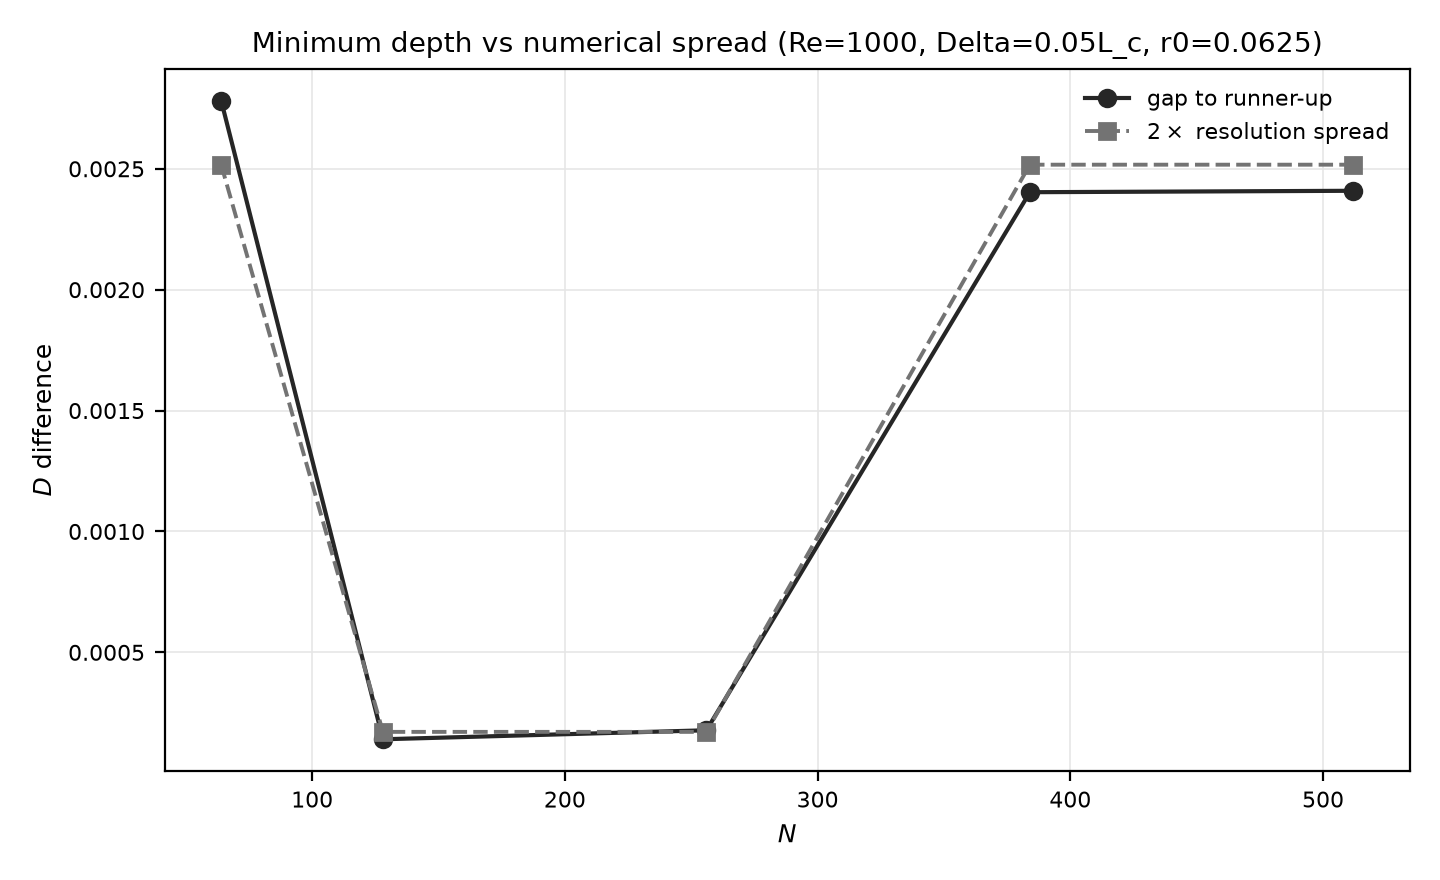 Minimum depth vs numerical spread (Re=1000, Delta=0.05L_c, r0=0.0625)
gap to runner-up
2× resolution spread
0.0025
0.0020
0.0015
0.0010
0.0005
D difference
100 200 300 400 500
N